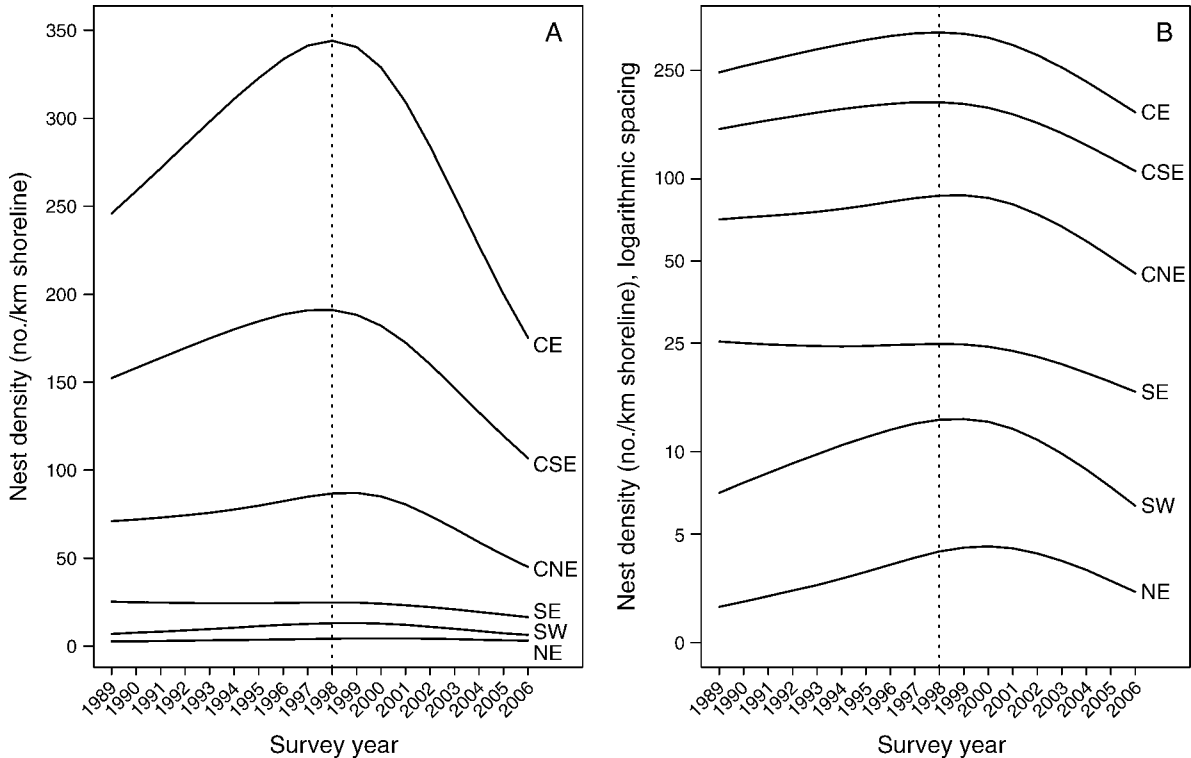 A
Nest density (no./km shoreline)
350
300
250
200
150
100
50
0
CE
CSE
CNE
SE
SW
NE
1989
1990
1991
1992
1993
1994
1995
1996
1997
1998
1999
2000
2001
2002
2003
2004
2005
2006
Survey year
B
Nest density (no./km shoreline), logarithmic spacing
250
100
50
25
10
5
0
CE
CSE
CNE
SE
SW
NE
1989
1990
1991
1992
1993
1994
1995
1996
1997
1998
1999
2000
2001
2002
2003
2004
2005
2006
Survey year